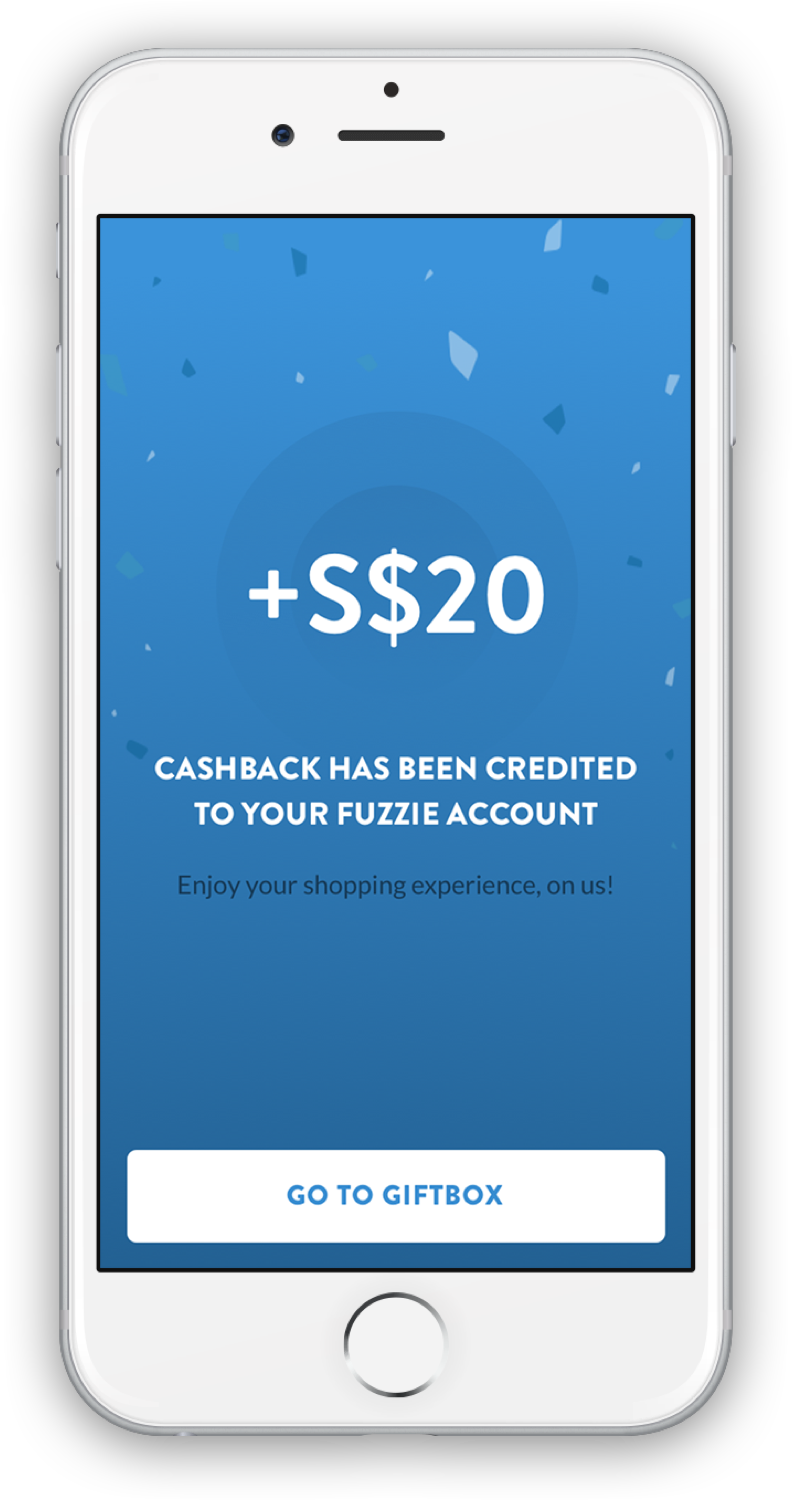 +S$20
CASHBACK HAS BEEN CREDITED
TO YOUR FUZZIE ACCOUNT
Enjoy your shopping experience, on us!
GO TO GIFTBOX